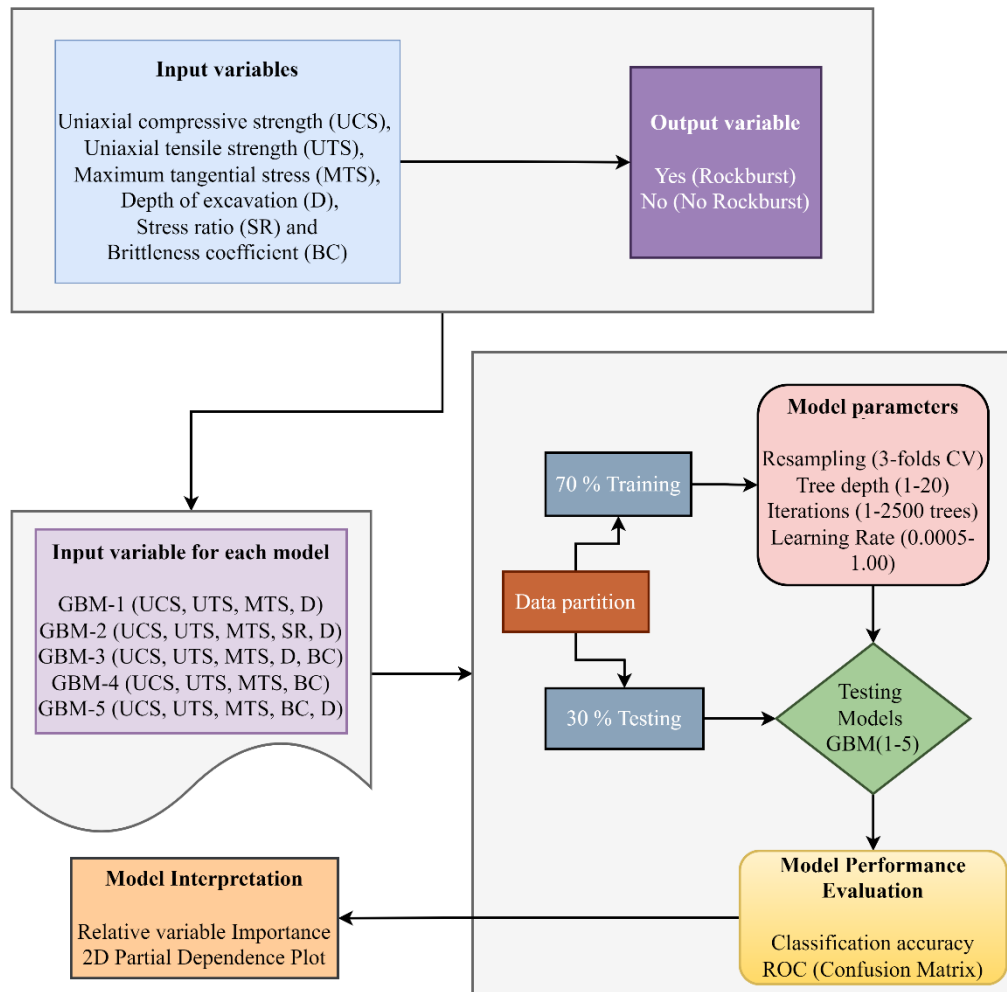 Input variables
Uniaxial compressive strength (UCS),
Uniaxial tensile strength (UTS),
Maximum tangential stress (MTS),
Depth of excavation (D),
Stress ratio (SR) and
Brittleness coefficient (BC)
Output variable
Yes (Rockburst)
No (No Rockburst)
Input variable for each model
GBM-1 (UCS, UTS, MTS, D)
GBM-2 (UCS, UTS, MTS, SR, D)
GBM-3 (UCS, UTS, MTS, D, BC)
GBM-4 (UCS, UTS, MTS, BC)
GBM-5 (UCS, UTS, MTS, BC, D)
Data partition
70 % Training
30 % Testing
Model parameters
Resampling (3-folds CV)
Tree depth (1-20)
Iterations (1-2500 trees)
Learning Rate (0.0005-
1.00)
Testing
Models
GBM(1-5)
Model Performance
Evaluation
Classification accuracy
ROC (Confusion Matrix)
Model Interpretation
Relative variable Importance
2D Partial Dependence Plot